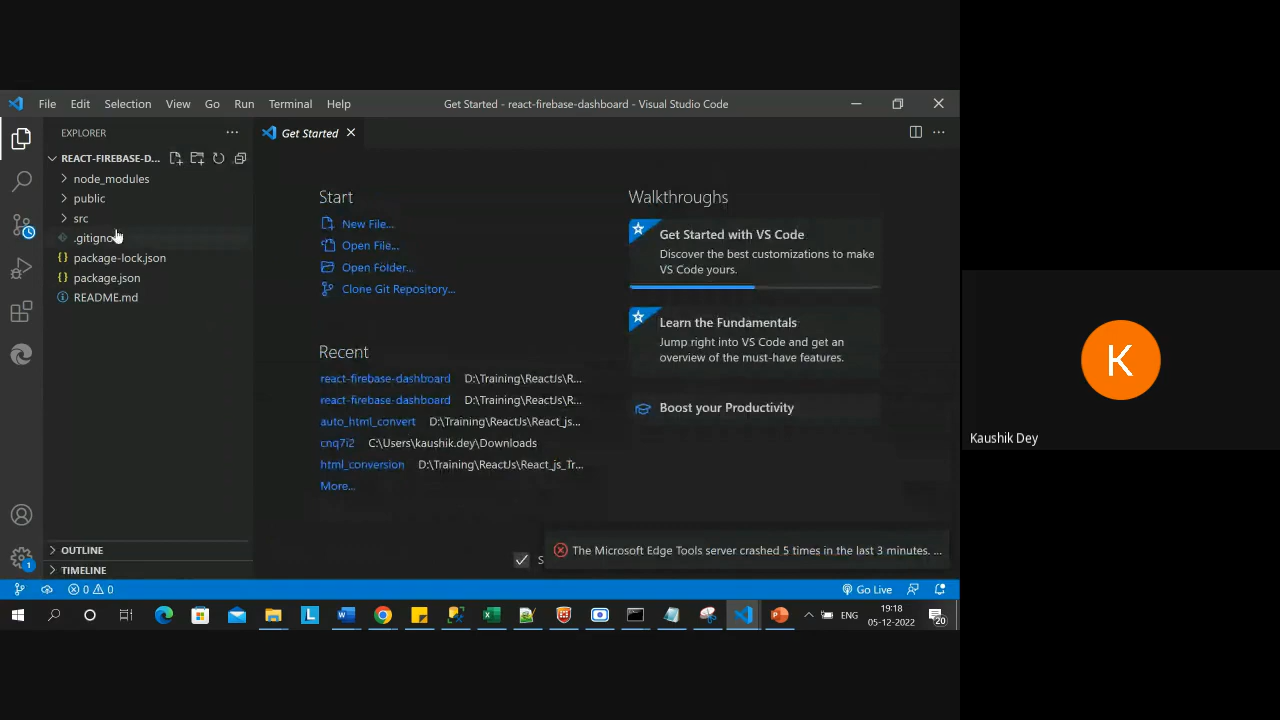 File Edit Selection View Go Run Terminal Help
Get Started - react-firebase-dashboard - Visual Studio Code
EXPLORER
REACT-FIREBASE-D...
node_modules
public
src
.gitigno
package-lock.json
package.json
README.md
OUTLINE
TIMELINE
Get Started
Start
New File...
Open File...
Open Folder...
Clone Git Repository...
Recent
react-firebase-dashboard D:\Training\ReactJs\R...
react-firebase-dashboard D:\Training\ReactJs\R...
auto_html_convert D:\Training\ReactJs\React_js...
cnq7i2 C:\Users\kaushik.dey\Downloads
html_conversion D:\Training\ReactJs\React_js_Tr...
More...
Walkthroughs
Get Started with VS Code
Discover the best customizations to make
VS Code yours.
Learn the Fundamentals
Jump right into VS Code and get an
overview of the must-have features.
Boost your Productivity
S
The Microsoft Edge Tools server crashed 5 times in the last 3 minutes. ...
1
0 0
Go Live
L
ENG
19:18
05-12-2022
20
K
Kaushik Dey